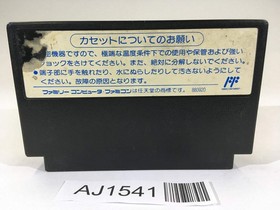 カセットについてのお願い
密機器ですので、極端な温度条件下での使用や保管および強い
ショックをさけてください。また、絶対に分解しないでください。
・端子部に手を触れたり、水にぬらしたりして汚さないようにして
ください。故障の原因となります。
ファミリーコンピュータ・ファミコンは任天堂の商標です。
FF
AJ1541